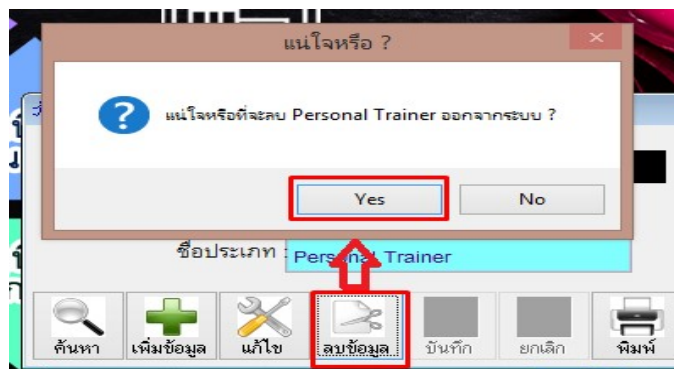 แน่ใจหรือ ?
แน่ใจหรือที่จะลบ Personal Trainer ออกจากระบบ ?
Yes No
ชื่อประเภท : Personal Trainer
ค้นหา เพิ่มข้อมูล แก้ไข ลบข้อมูล บันทึก ยกเลิก พิมพ์